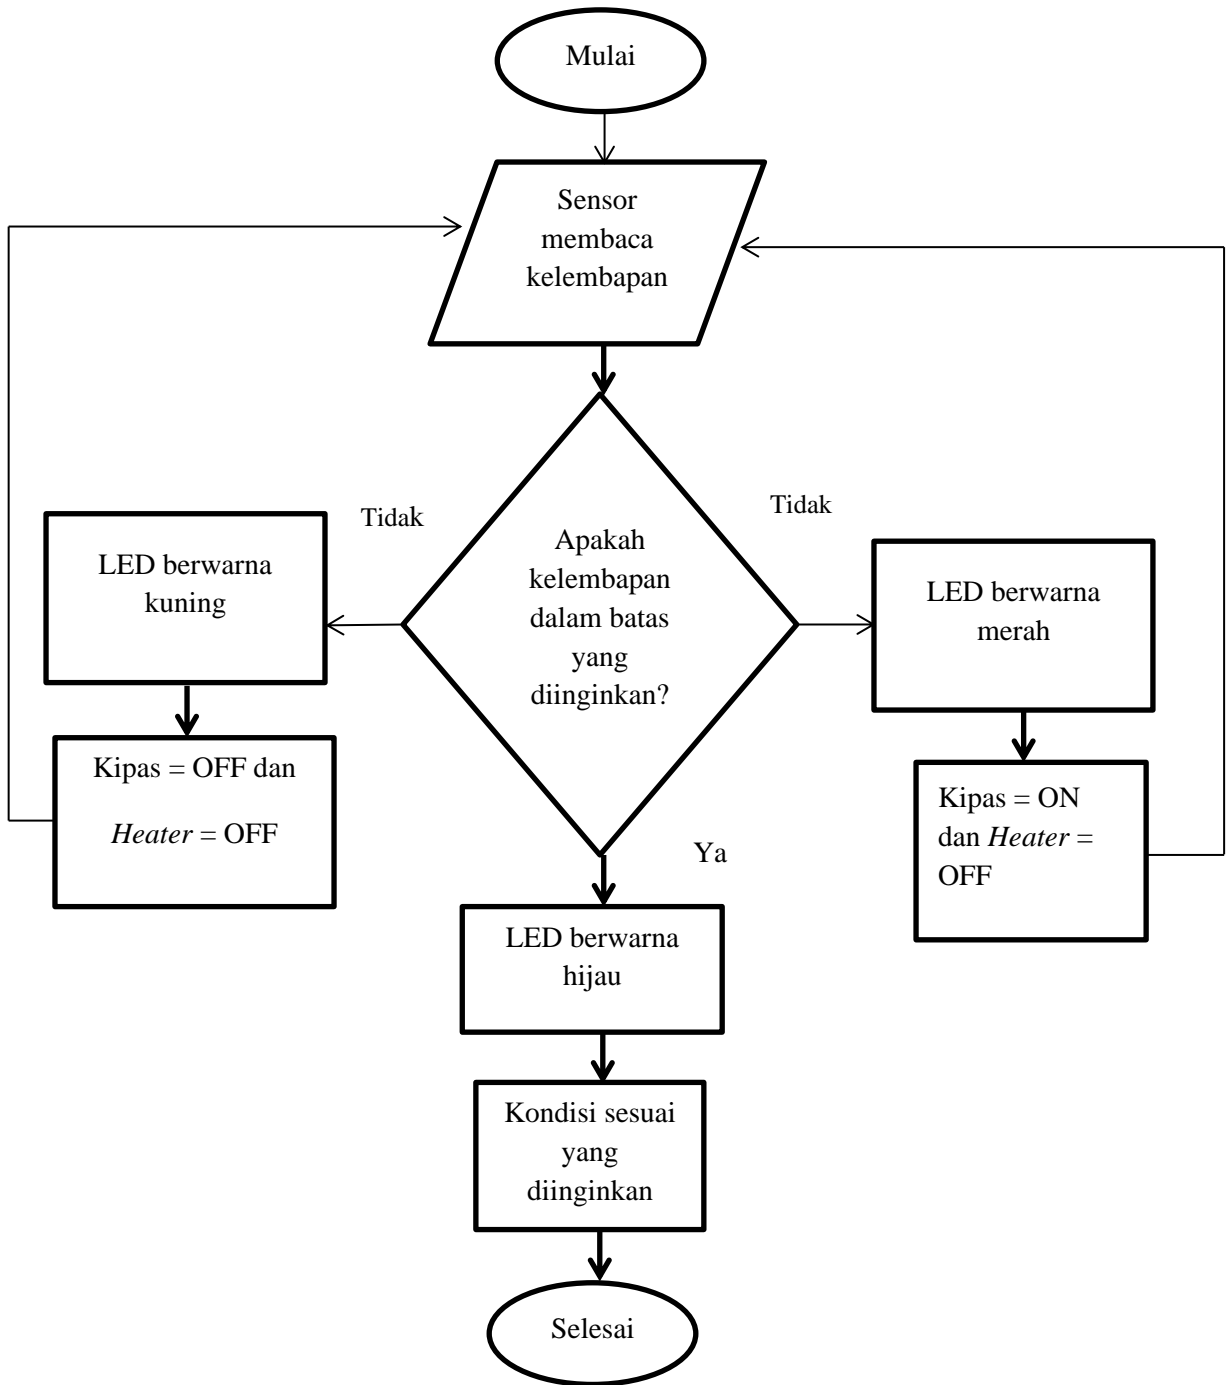 Mulai
Sensor
membaca
kelembapan
Tidak
Tidak
Apakah
kelembapan
dalam batas
yang
diinginkan?
LED berwarna
kuning
LED berwarna
merah
Kipas = OFF dan
Heater = OFF
Kipas = ON
dan Heater =
OFF
Ya
LED berwarna
hijau
Kondisi sesuai
yang
diinginkan
Selesai